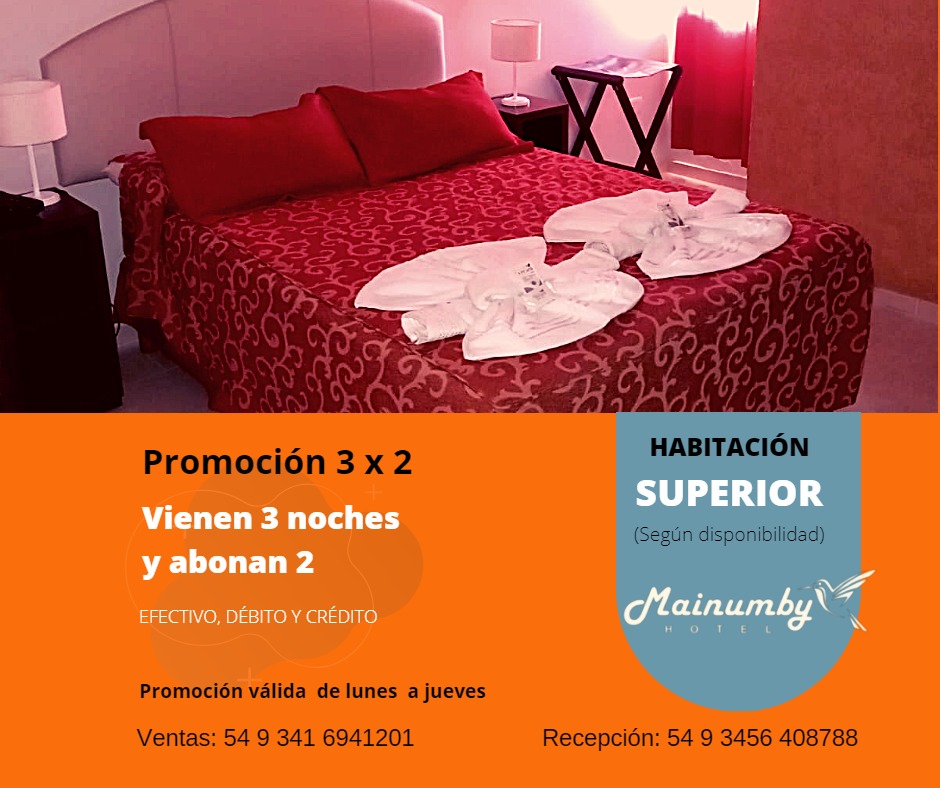 Promoción 3 x 2
Vienen 3 noches
y abonan 2
EFECTIVO, DÉBITO Y CRÉDITO
Promoción válida de lunes a jueves
HABITACIÓN
SUPERIOR
(Según disponibilidad)
Mainumby
HOTEL
Ventas: 54 9 341 6941201
Recepción: 54 9 3456 408788